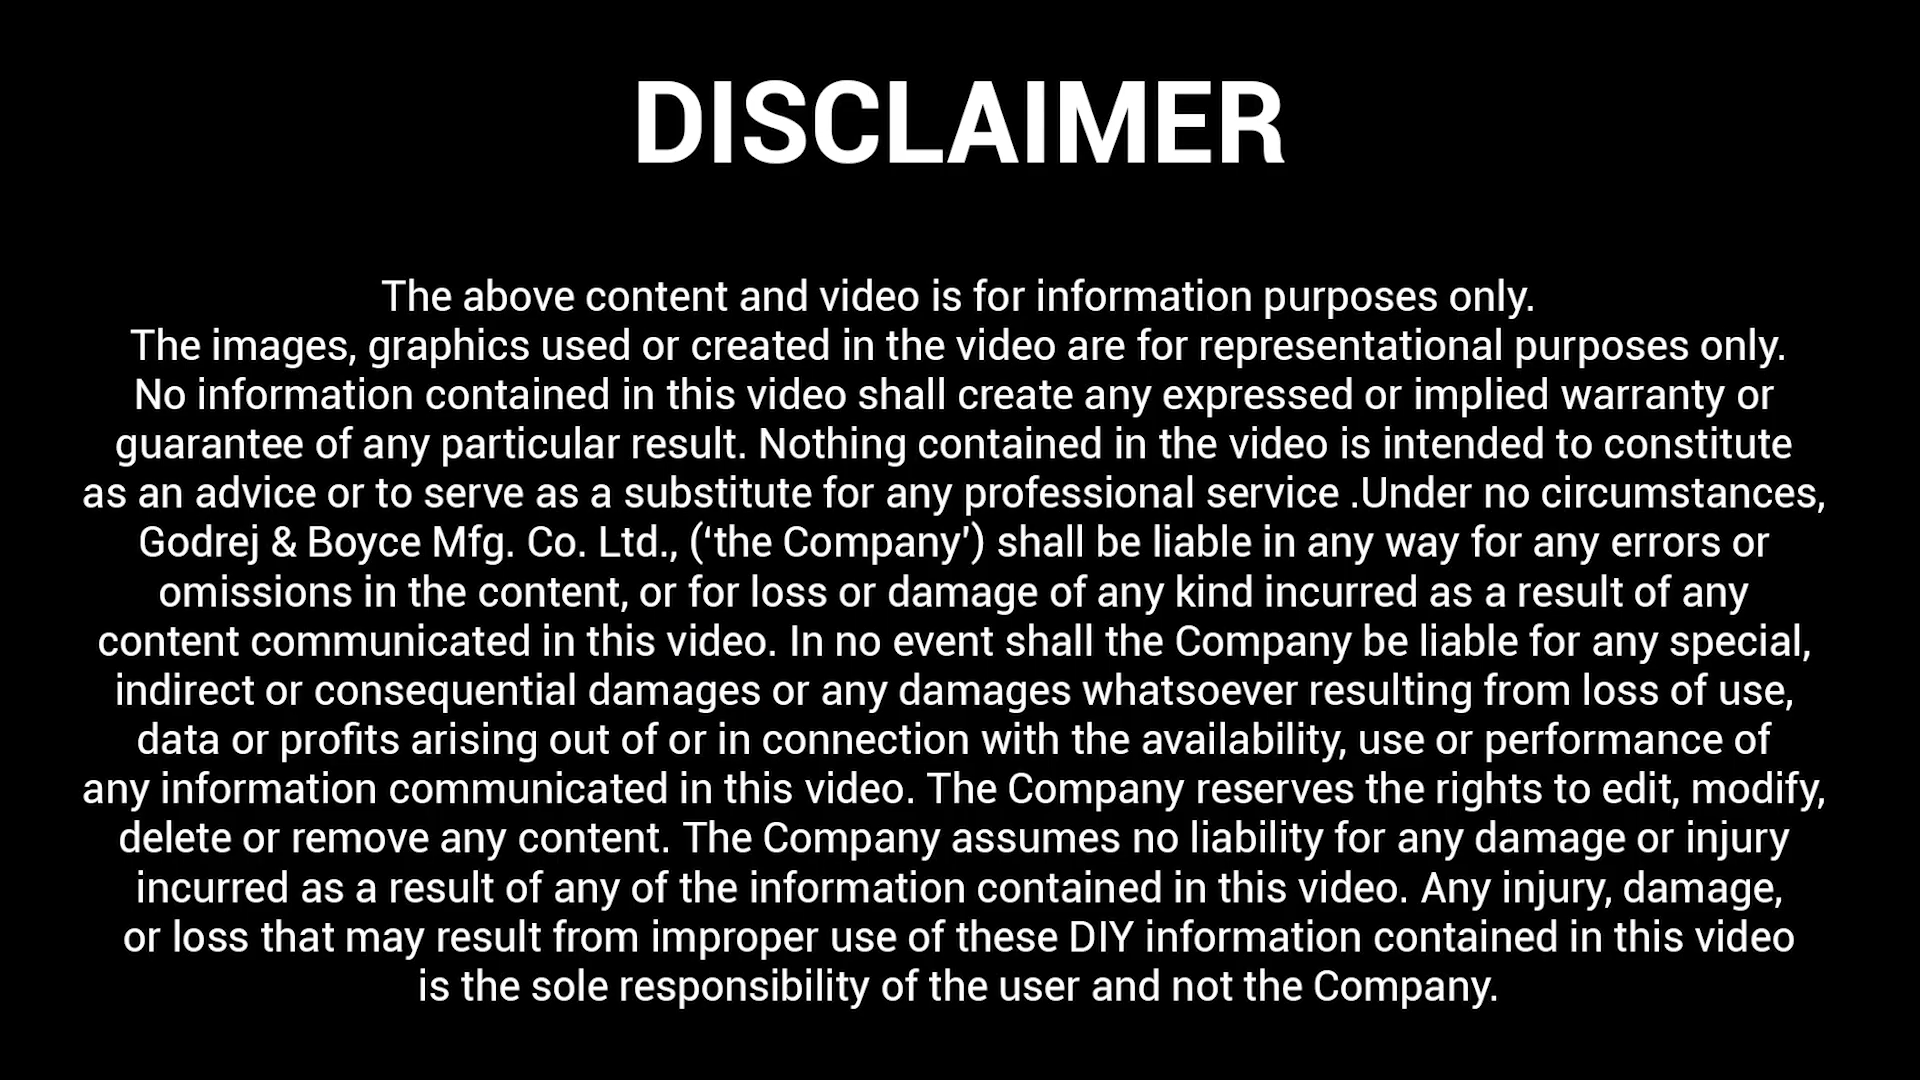 DISCLAIMER
The above content and video is for information purposes only.
The images, graphics used or created in the video are for representational purposes only.
No information contained in this video shall create any expressed or implied warranty or
guarantee of any particular result. Nothing contained in the video is intended to constitute
as an advice or to serve as a substitute for any professional service .Under no circumstances,
Godrej & Boyce Mfg. Co. Ltd., (‘the Company') shall be liable in any way for any errors or
omissions in the content, or for loss or damage of any kind incurred as a result of any
content communicated in this video. In no event shall the Company be liable for any special,
indirect or consequential damages or any damages whatsoever resulting from loss of use,
data or profits arising out of or in connection with the availability, use or performance of
any information communicated in this video. The Company reserves the rights to edit, modify,
delete or remove any content. The Company assumes no liability for any damage or injury
incurred as a result of any of the information contained in this video. Any injury, damage,
or loss that may result from improper use of these DIY information contained in this video
is the sole responsibility of the user and not the Company.